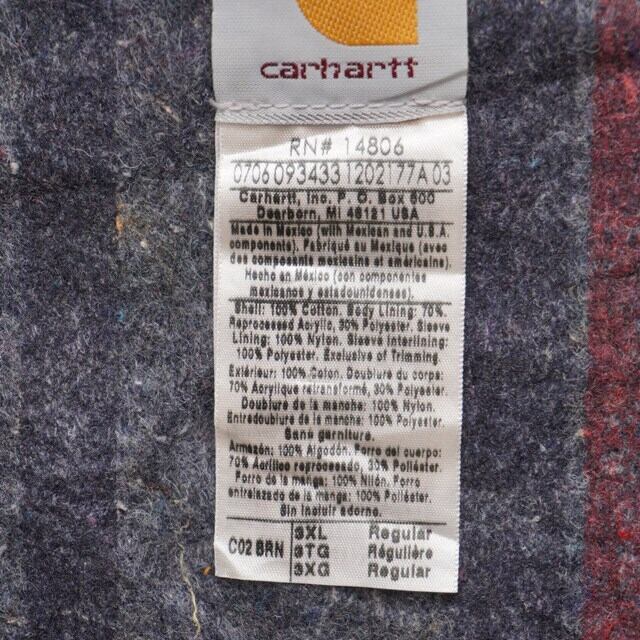 carhartt
RN# 14806
0706 093433 1202177A 03
Carhartt, Inc. P. O. Box 600
Dearborn, MI 48121 USA
Made in Mexico (with Mexican and U.S.A.
components). Fabriqué au Mexique (avec
des composants mexicains et américains).
Hecho en México (con componentes
mexicanos y estadounidenses).
Shell: 100% Cotton. Body Lining: 70%
Reprocessed Acrylic, 30% Polyester. Sleeve
Lining: 100% Nylon. Sleeve Interlining:
100% Polyester. Exclusive of Trimming
Extérieur: 100% Coton. Doublure du corps:
70% Acrylique retransformé, 30% Polyester.
Doublure de la manche: 100% Nylon.
Entredoublure de la manche: 100% Polyester.
Sans garniture.
Armazón: 100% Algodón. Forro del cuerpo:
70% Acrílico reprocesado, 30% Poliéster.
Forro de la manga: 100% Nilón. Forro
entrelazado de la manga: 100% Poliéster.
Sin incluir adorno.
3XL Regular
C02 BRN 3TG Régulière
3XG Regular